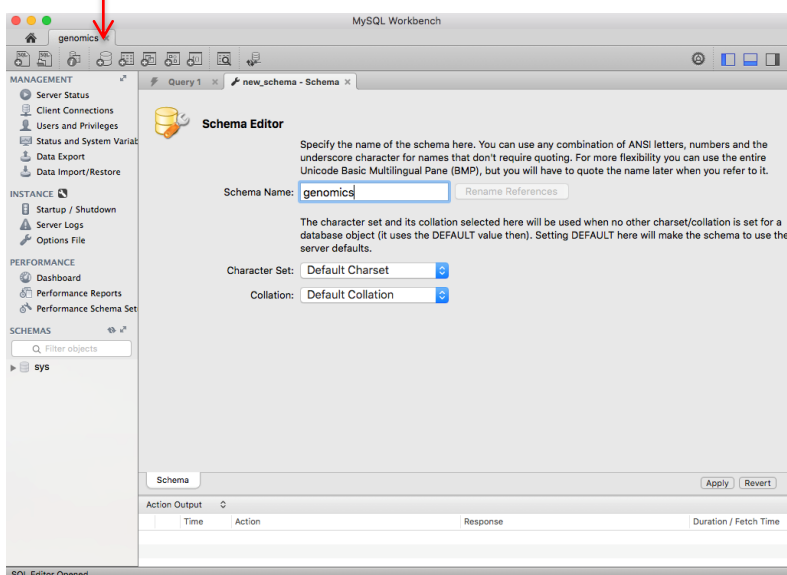 MySQL Workbench
genomics
MANAGEMENT
Server Status
Client Connections
Users and Privileges
Status and System Variab
Data Export
Data Import/Restore
INSTANCE
Startup / Shutdown
Server Logs
Options File
PERFORMANCE
Dashboard
Performance Reports
Performance Schema Set
SCHEMAS
Filter objects
sys
Query 1 ×
new_schema - Schema ×
Schema Editor
Specify the name of the schema here. You can use any combination of ANSI letters, numbers and the
underscore character for names that don't require quoting. For more flexibility you can use the entire
Unicode Basic Multilingual Pane (BMP), but you will have to quote the name later when you refer to it.
Schema Name: genomics Rename References
The character set and its collation selected here will be used when no other charset/collation is set for a
database object (it uses the DEFAULT value then). Setting DEFAULT here will make the schema to use the
server defaults.
Character Set: Default Charset
Collation: Default Collation
Schema
Apply Revert
Action Output
Time Action Response Duration / Fetch Time
SQL Editor Opened